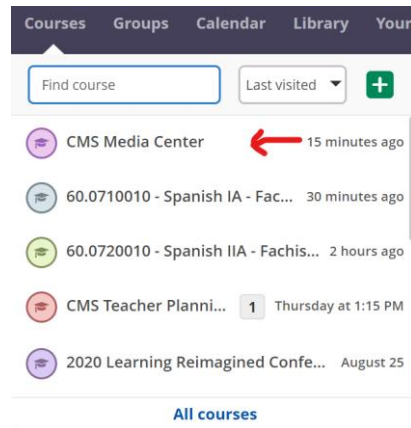 Courses Groups Calendar Library Your
Find course Last visited
CMS Media Center 15 minutes ago
60.0710010 - Spanish IA - Fac... 30 minutes ago
60.0720010 - Spanish IIA - Fachis... 2 hours ago
CMS Teacher Planni... 1 Thursday at 1:15 PM
2020 Learning Reimagined Confe... August 25
All courses